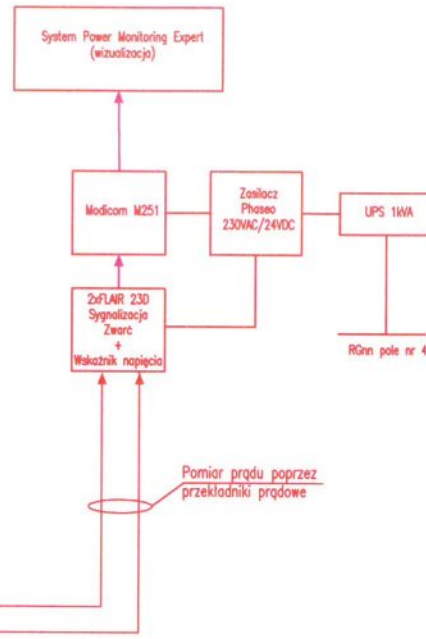 System Power Monitoring Expert
(wizualizacja)
Modicom M251
Zasilacz
Phaseo
230VAC/24VDC
UPS 1kVA
2xFLAIR 23D
Sygnalizacja
Zwarć
+
Wskaźnik napięcia
RGnn pole nr 4
Pomiar prądu poprzez
przekładniki prądowe